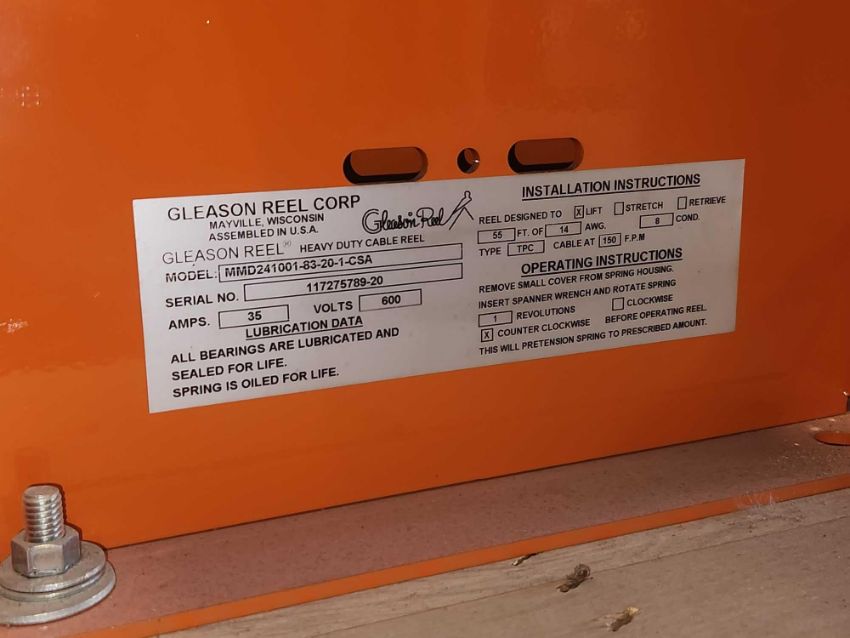 GLEASON REEL CORP
MAYVILLE, WISCONSIN
ASSEMBLED IN U.S.A.
Gleason Reel
GLEASON REEL® HEAVY DUTY CABLE REEL
MODEL: MMD241001-83-20-1-CSA
SERIAL NO. 117275789-20
AMPS. 35 VOLTS 600
LUBRICATION DATA
ALL BEARINGS ARE LUBRICATED AND
SEALED FOR LIFE.
SPRING IS OILED FOR LIFE.
INSTALLATION INSTRUCTIONS
REEL DESIGNED TO X LIFT STRETCH RETRIEVE
55 FT. OF 14 AWG. 8 COND.
TYPE TPC CABLE AT 150 F.P.M
OPERATING INSTRUCTIONS
REMOVE SMALL COVER FROM SPRING HOUSING.
INSERT SPANNER WRENCH AND ROTATE SPRING
1 REVOLUTIONS CLOCKWISE
X COUNTER CLOCKWISE BEFORE OPERATING REEL.
THIS WILL PRETENSION SPRING TO PRESCRIBED AMOUNT.